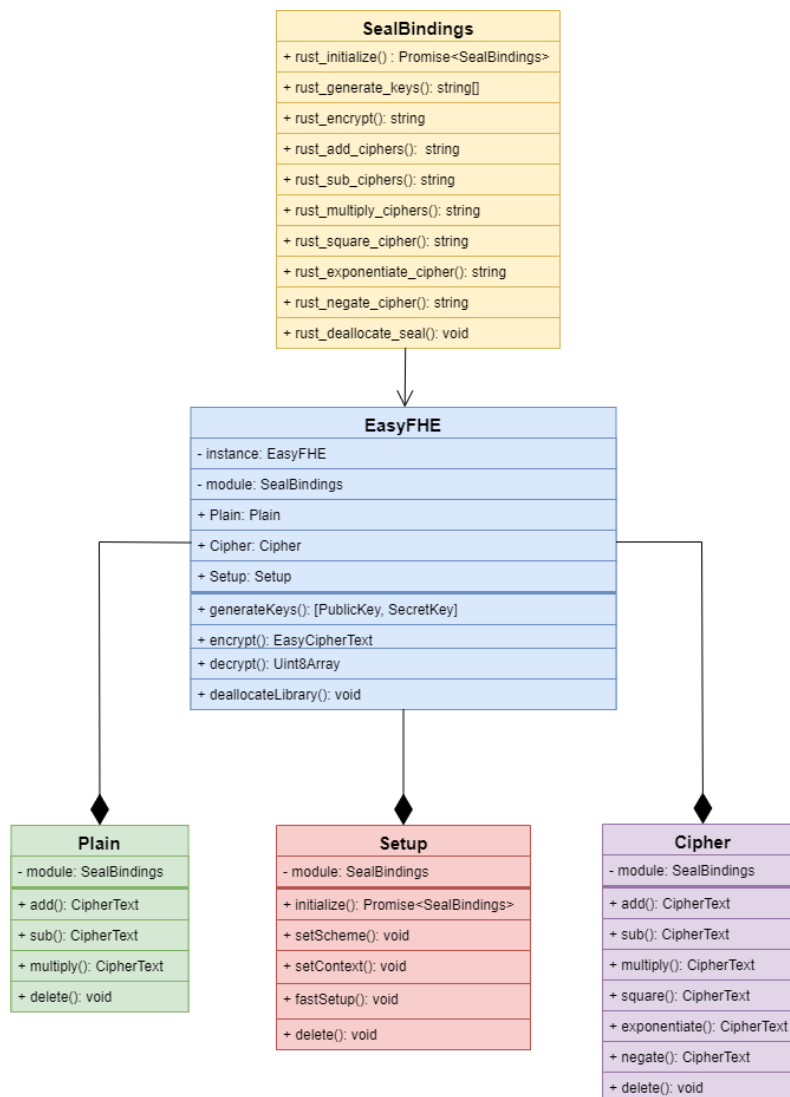 SealBindings
+ rust_initialize() : Promise<SealBindings>
+ rust_generate_keys(): string[]
+ rust_encrypt(): string
+ rust_add_ciphers():  string
+ rust_sub_ciphers(): string
+ rust_multiply_ciphers(): string
+ rust_square_cipher(): string
+ rust_exponentiate_cipher(): string
+ rust_negate_cipher(): string
+ rust_deallocate_seal(): void
EasyFHE
- instance: EasyFHE
- module: SealBindings
+ Plain: Plain
+ Cipher: Cipher
+ Setup: Setup
+ generateKeys(): [PublicKey, SecretKey]
+ encrypt(): EasyCipherText
+ decrypt(): Uint8Array
+ deallocateLibrary(): void
Plain
- module: SealBindings
+ add(): CipherText
+ sub(): CipherText
+ multiply(): CipherText
+ delete(): void
Setup
- module: SealBindings
+ initialize(): Promise<SealBindings>
+ setScheme(): void
+ setContext(): void
+ fastSetup(): void
+ delete(): void
Cipher
- module: SealBindings
+ add(): CipherText
+ sub(): CipherText
+ multiply(): CipherText
+ square(): CipherText
+ exponentiate(): CipherText
+ negate(): CipherText
+ delete(): void